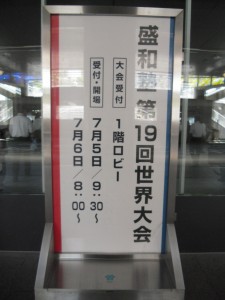 盛和塾 第19回世界大会
大会受付 1階ロビー
受付・開場 7月5日／9：30～
7月6日／8：00～